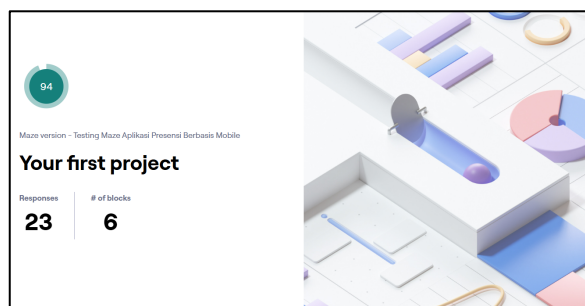 94
Maze version - Testing Maze Aplikasi Presensi Berbasis Mobile
Your first project
Responses # of blocks
23 6